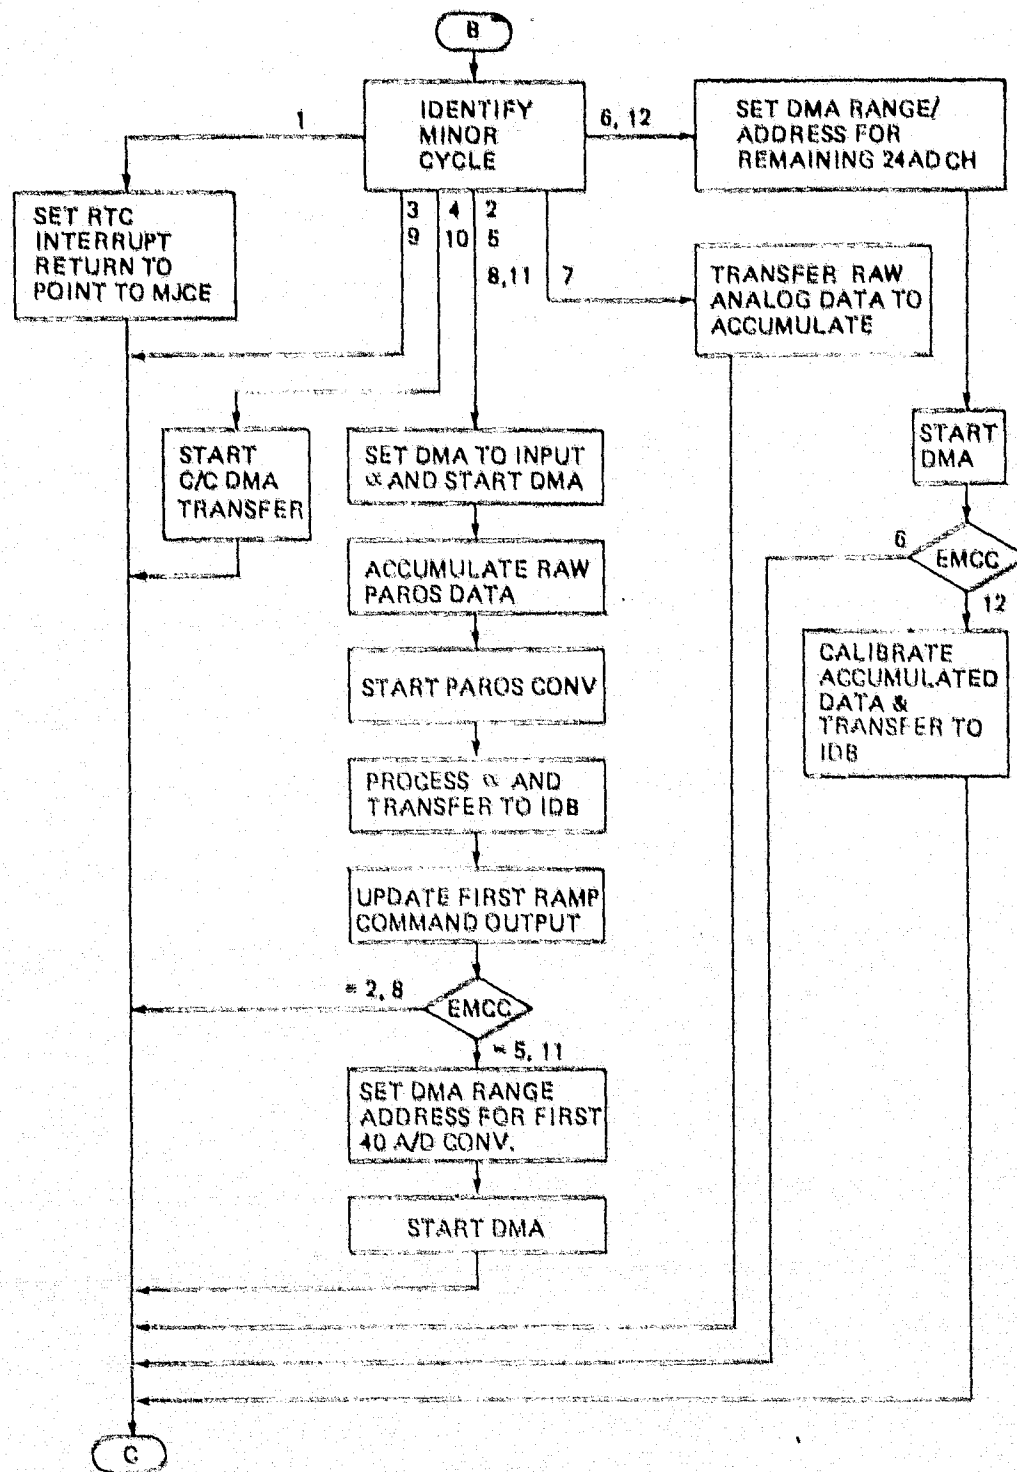 B
IDENTIFY
MINOR
CYCLE
1
6, 12
SET DMA RANGE/
ADDRESS FOR
REMAINING 24 AD CH
SET RTC
INTERRUPT
RETURN TO
POINT TO MJCE
3
9
4
10
2
5
8, 11
7
TRANSFER RAW
ANALOG DATA TO
ACCUMULATE
START
C/C DMA
TRANSFER
SET DMA TO INPUT
α AND START DMA
START
DMA
ACCUMULATE RAW
PAROS DATA
6
EMCC
12
START PAROS CONV
CALIBRATE
ACCUMULATED
DATA &
TRANSFER TO
IDB
PROCESS α AND
TRANSFER TO IDB
UPDATE FIRST RAMP
COMMAND OUTPUT
= 2, 8
EMCC
= 5, 11
SET DMA RANGE
ADDRESS FOR FIRST
40 A/D CONV.
START DMA
C